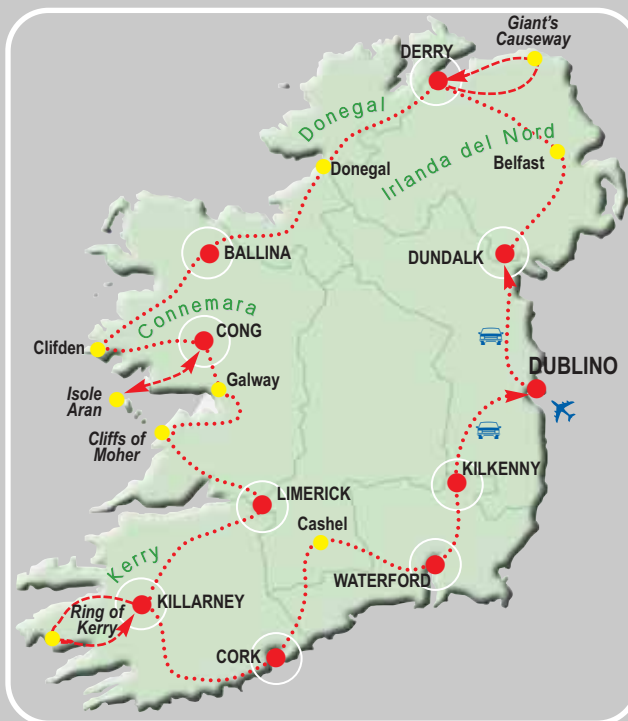 Giant's
Causeway
DERRY
Donegal
Irlanda del Nord
Belfast
Donegal
BALLINA
DUNDALK
Connemara
CONG
Clifden
Galway
DUBLINO
Isole
Aran
Cliffs of
Moher
KILKENNY
LIMERICK
Cashel
Kerry
WATERFORD
KILLARNEY
Ring of
Kerry
CORK